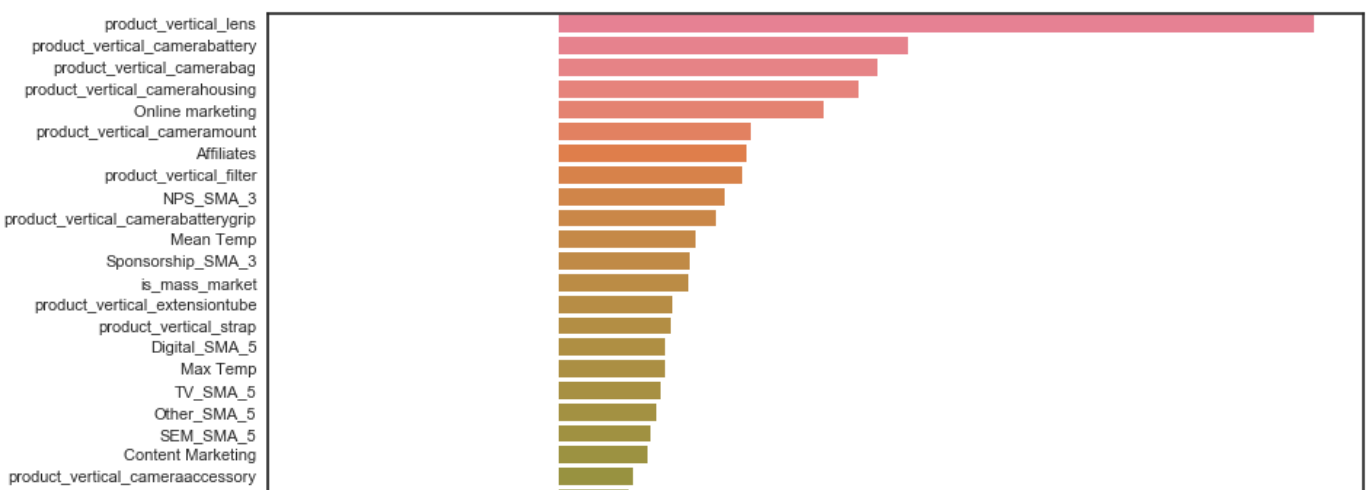 product_vertical_lens
product_vertical_camerabattery
product_vertical_camerabag
product_vertical_camerahousing
Online marketing
product_vertical_cameramount
Affiliates
product_vertical_filter
NPS_SMA_3
product_vertical_camerabatterygrip
Mean Temp
Sponsorship_SMA_3
is_mass_market
product_vertical_extensiontube
product_vertical_strap
Digital_SMA_5
Max Temp
TV_SMA_5
Other_SMA_5
SEM_SMA_5
Content Marketing
product_vertical_cameraaccessory